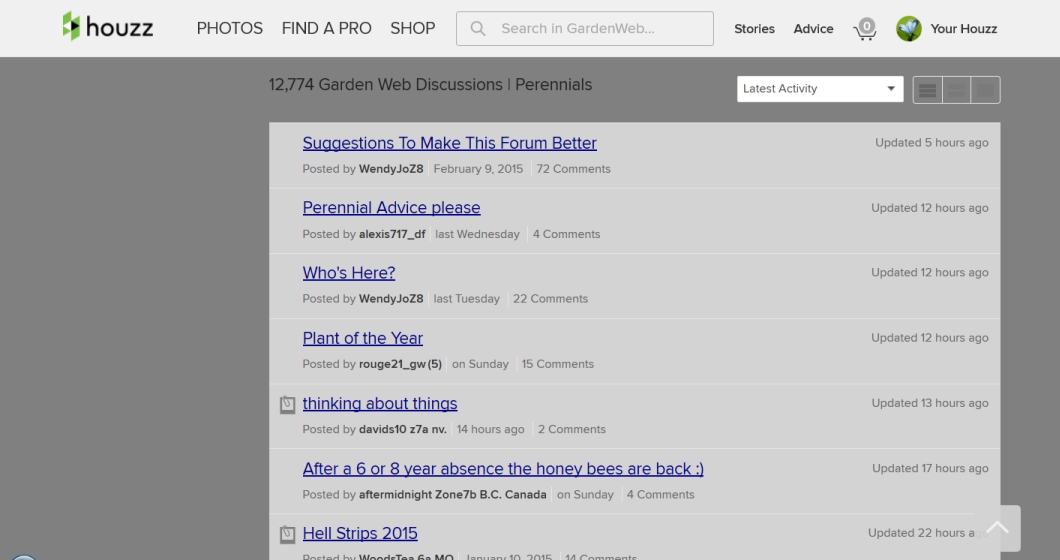 houzz PHOTOS FIND A PRO SHOP Search in GardenWeb... Stories Advice 0 Your Houzz
12,774 Garden Web Discussions | Perennials Latest Activity
Suggestions To Make This Forum Better Updated 5 hours ago
Posted by WendyJoZ8 February 9, 2015 72 Comments
Perennial Advice please Updated 12 hours ago
Posted by alexis717_df last Wednesday 4 Comments
Who's Here? Updated 12 hours ago
Posted by WendyJoZ8 last Tuesday 22 Comments
Plant of the Year Updated 12 hours ago
Posted by rouge21_gw (5) on Sunday 15 Comments
thinking about things Updated 13 hours ago
Posted by davids10 z7a nv. 14 hours ago 2 Comments
After a 6 or 8 year absence the honey bees are back :) Updated 17 hours ago
Posted by aftermidnight Zone7b B.C. Canada on Sunday 4 Comments
Hell Strips 2015 Updated 22 hours a
Posted by WoodsTea 6a MO January 10, 2015 14 Comments